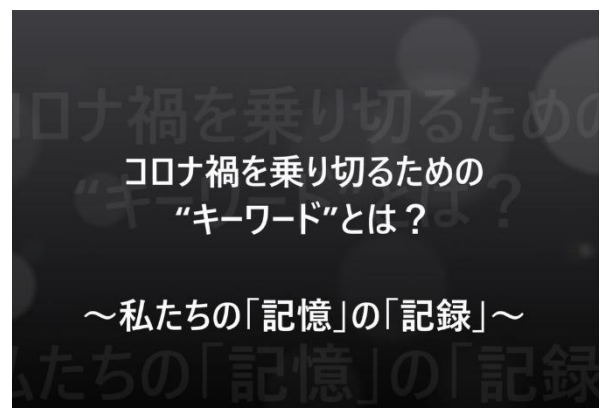 コロナ禍を乗り切るための
“キーワード”とは？
～私たちの「記憶」の「記録」～